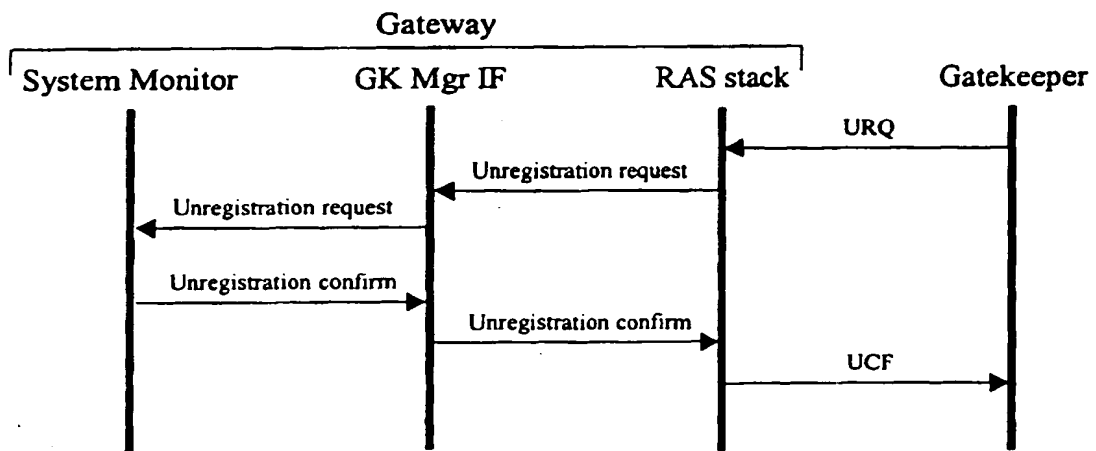 Gateway
System Monitor
GK Mgr IF
RAS stack
Gatekeeper
URQ
Unregistration request
Unregistration request
Unregistration confirm
Unregistration confirm
UCF